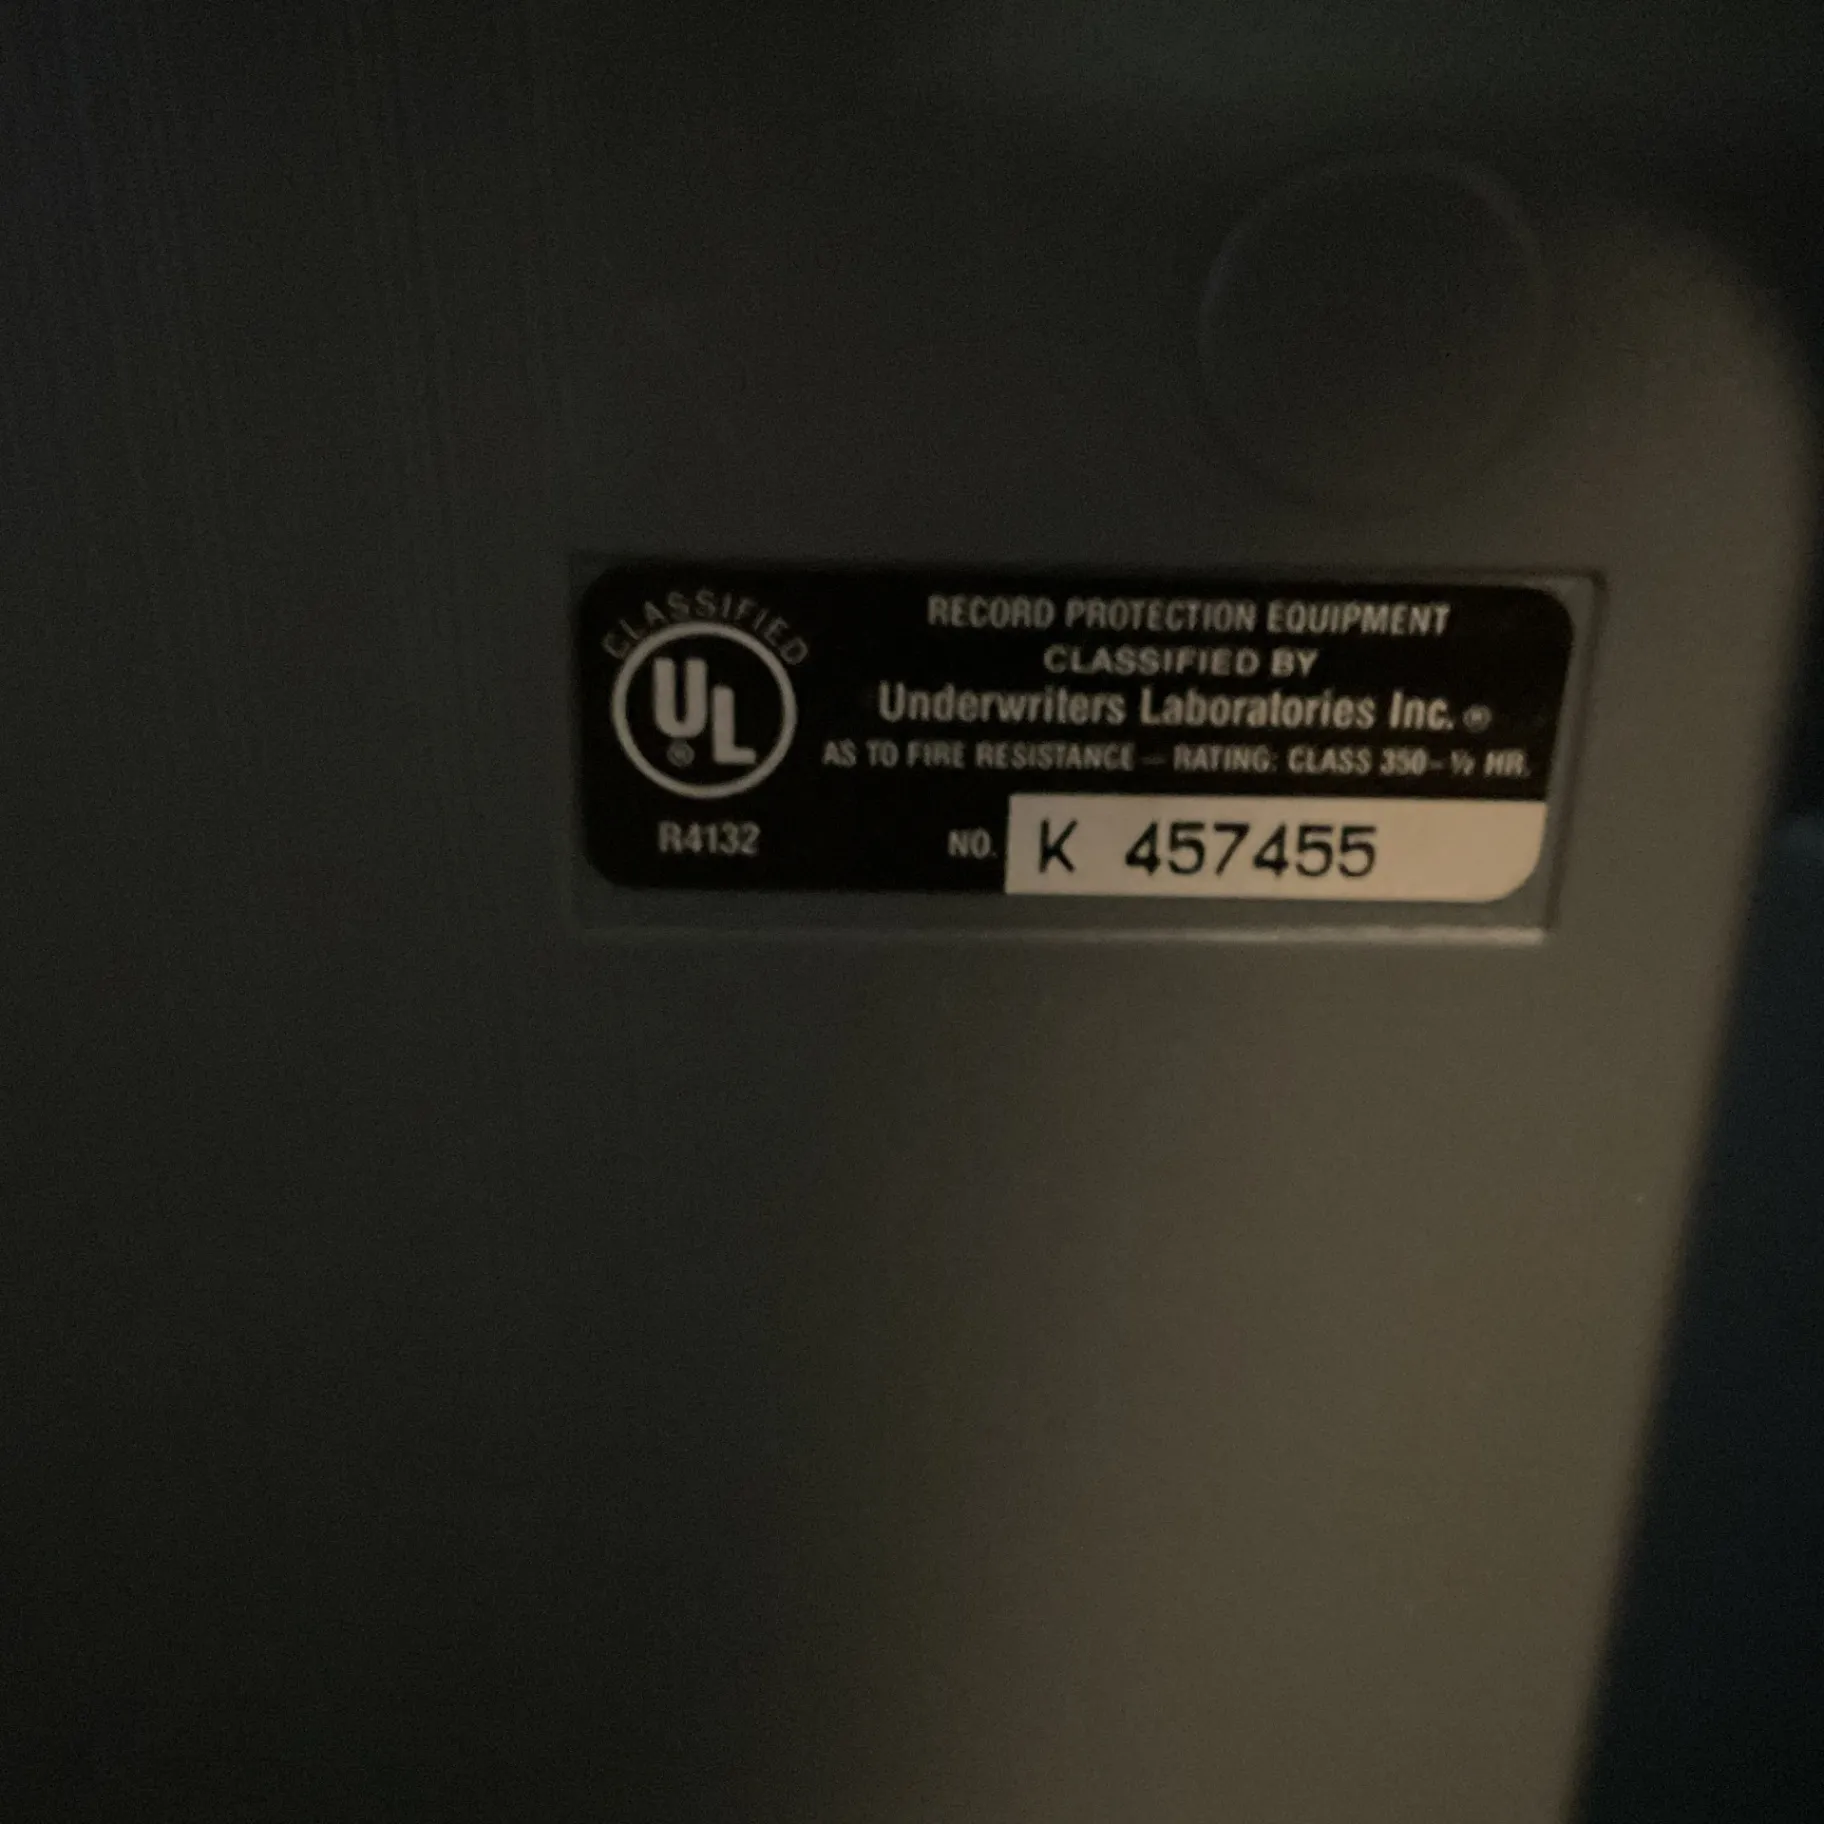 CLASSIFIED
UL®
R4132
RECORD PROTECTION EQUIPMENT
CLASSIFIED BY
Underwriters Laboratories Inc.®
AS TO FIRE RESISTANCE — RATING: CLASS 350-½ HR.
NO. K 457455